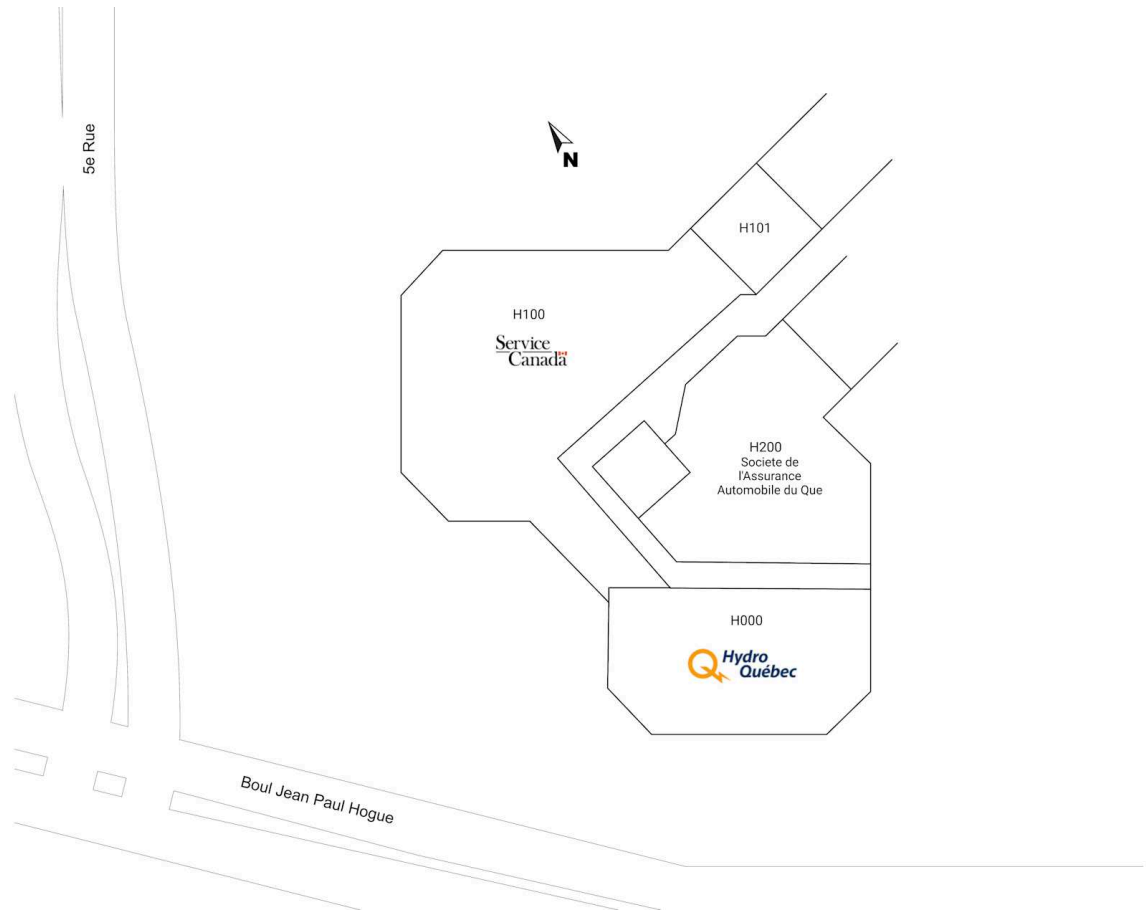 5e Rue
N
H101
H100
Service
Canada
H200
Societe de
l'Assurance
Automobile du Que
H000
Hydro
Québec
Boul Jean Paul Hogue